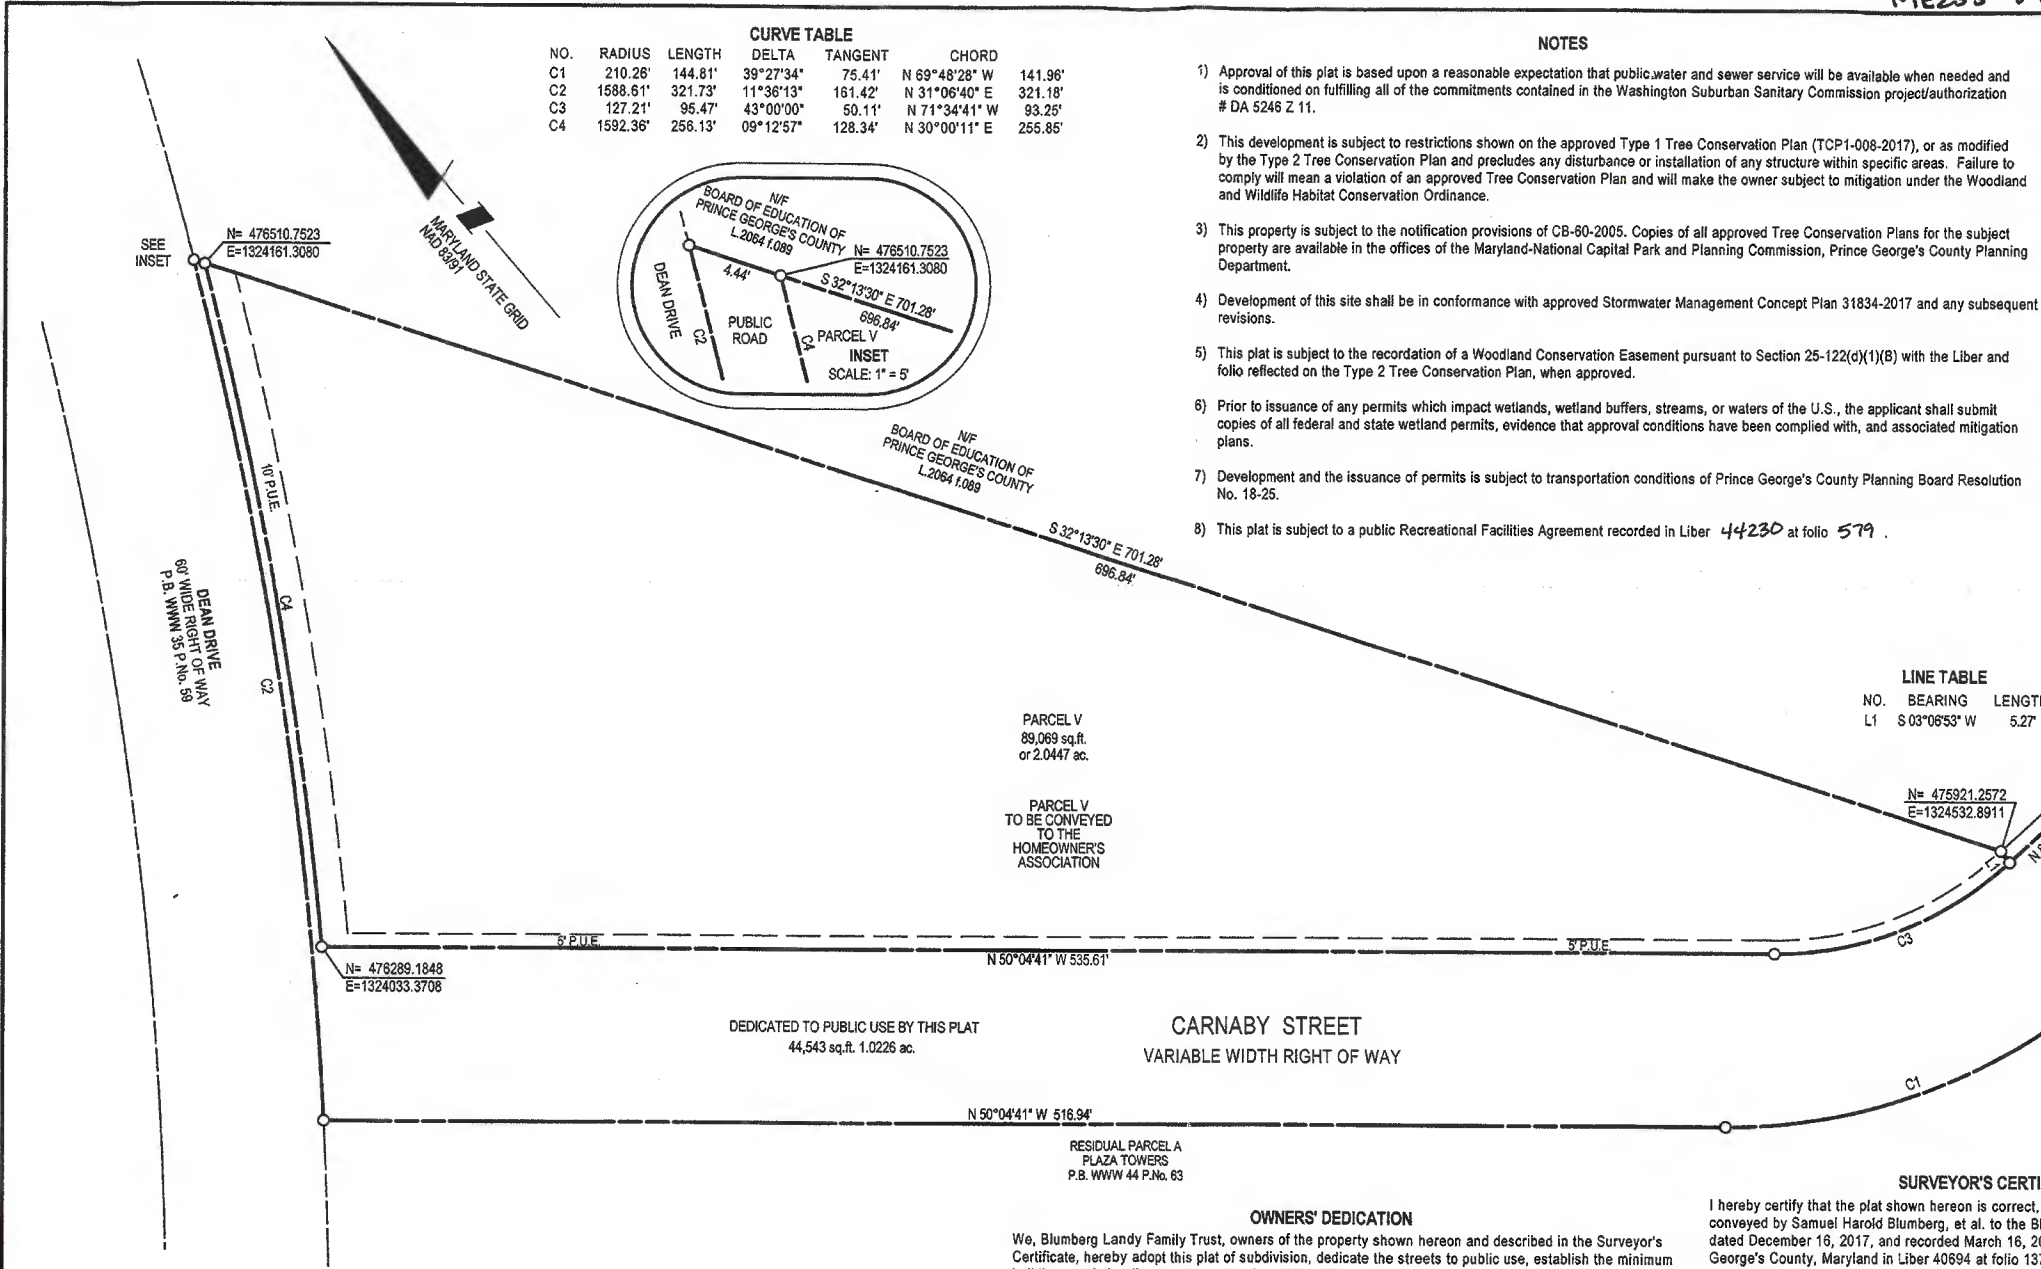 CURVE TABLE
NO. RADIUS LENGTH DELTA TANGENT CHORD
C1 210.26' 144.81' 39°27'34" 75.41' N 69°48'28" W 141.96'
C2 1588.61' 321.73' 11°36'13" 161.42' N 31°06'40" E 321.18'
C3 127.21' 95.47' 43°00'00" 50.11' N 71°34'41" W 93.25'
C4 1592.36' 256.13' 09°12'57" 128.34' N 30°00'11" E 255.85'
NOTES
1) Approval of this plat is based upon a reasonable expectation that public water and sewer service will be available when needed and
is conditioned on fulfilling all of the commitments contained in the Washington Suburban Sanitary Commission project/authorization
# DA 5246 Z 11.
2) This development is subject to restrictions shown on the approved Type 1 Tree Conservation Plan (TCP1-008-2017), or as modified
by the Type 2 Tree Conservation Plan and precludes any disturbance or installation of any structure within specific areas. Failure to
comply will mean a violation of an approved Tree Conservation Plan and will make the owner subject to mitigation under the Woodland
and Wildlife Habitat Conservation Ordinance.
3) This property is subject to the notification provisions of CB-60-2005. Copies of all approved Tree Conservation Plans for the subject
property are available in the offices of the Maryland-National Capital Park and Planning Commission, Prince George's County Planning
Department.
4) Development of this site shall be in conformance with approved Stormwater Management Concept Plan 31834-2017 and any subsequent
revisions.
5) This plat is subject to the recordation of a Woodland Conservation Easement pursuant to Section 25-122(d)(1)(B) with the Liber and
folio reflected on the Type 2 Tree Conservation Plan, when approved.
6) Prior to issuance of any permits which impact wetlands, wetland buffers, streams, or waters of the U.S., the applicant shall submit
copies of all federal and state wetland permits, evidence that approval conditions have been complied with, and associated mitigation
plans.
7) Development and the issuance of permits is subject to transportation conditions of Prince George's County Planning Board Resolution
No. 18-25.
8) This plat is subject to a public Recreational Facilities Agreement recorded in Liber 44230 at folio 579 .
MARYLAND STATE GRID
NAD 83/91
SEE
INSET
N= 476510.7523
E=1324161.3080
N/F
BOARD OF EDUCATION OF
PRINCE GEORGE'S COUNTY
L.2064 f.089
N= 476510.7523
E=1324161.3080
4.44'
S 32°13'30" E 701.28'
696.84'
DEAN DRIVE
C2
PUBLIC
ROAD
C4
PARCEL V
INSET
SCALE: 1" = 5'
N/F
BOARD OF EDUCATION OF
PRINCE GEORGE'S COUNTY
L.2064 f.089
S 32°13'30" E 701.28'
696.84'
10' P.U.E.
C4
C2
DEAN DRIVE
60' WIDE RIGHT OF WAY
P.B. WWW 35 P.No. 59
LINE TABLE
NO. BEARING LENGT
L1 S 03°06'53" W 5.27'
PARCEL V
89,069 sq.ft.
or 2.0447 ac.
PARCEL V
TO BE CONVEYED
TO THE
HOMEOWNER'S
ASSOCIATION
N= 475921.2572
E=1324532.8911
5' P.U.E.
5' P.U.E.
C3
N 50°04'41" W 535.61'
N= 476289.1848
E=1324033.3708
DEDICATED TO PUBLIC USE BY THIS PLAT
44,543 sq.ft. 1.0226 ac.
CARNABY STREET
VARIABLE WIDTH RIGHT OF WAY
C1
N 50°04'41" W 516.94'
RESIDUAL PARCEL A
PLAZA TOWERS
P.B. WWW 44 P.No. 63
OWNERS' DEDICATION
We, Blumberg Landy Family Trust, owners of the property shown hereon and described in the Surveyor's
Certificate, hereby adopt this plat of subdivision, dedicate the streets to public use, establish the minimum
SURVEYOR'S CERTI
I hereby certify that the plat shown hereon is correct,
conveyed by Samuel Harold Blumberg, et al. to the Bl
dated December 16, 2017, and recorded March 16, 20
George's County, Maryland in Liber 40694 at folio 13